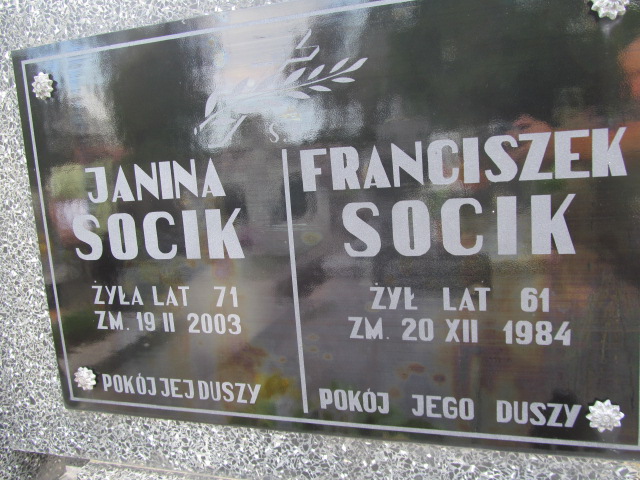 Ś
JANINA
SOCIK
ŻYŁA LAT 71
ZM. 19 II 2003
POKÓJ JEJ DUSZY
FRANCISZEK
SOCIK
ŻYŁ LAT 61
ZM. 20 XII 1984
POKÓJ JEGO DUSZY